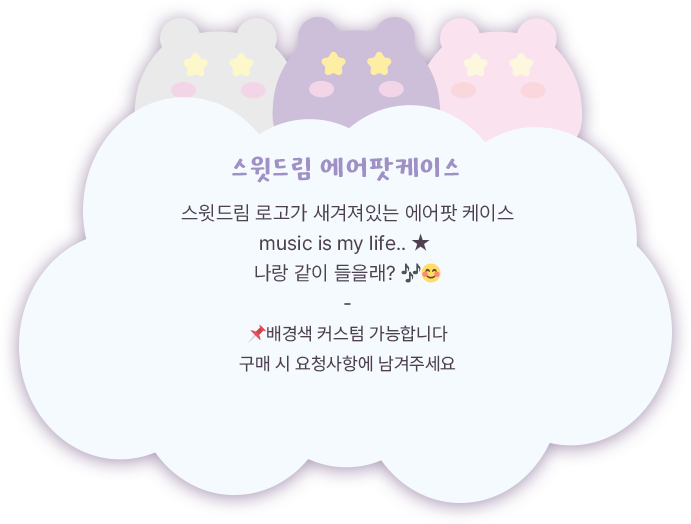 스윗드림 에어팟케이스
스윗드림 로고가 새겨져있는 에어팟 케이스
music is my life.. ★
나랑 같이 들을래? 🎶😊
-
📌배경색 커스텀 가능합니다
구매 시 요청사항에 남겨주세요